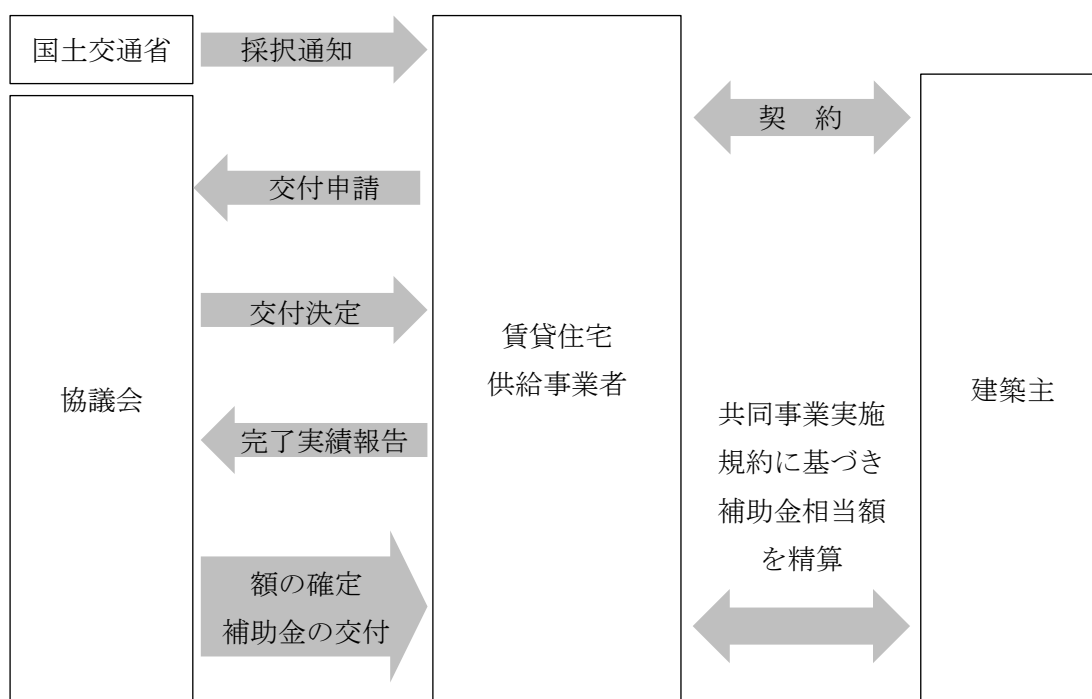 国土交通省
採択通知
契　約
交付申請
交付決定
賃貸住宅
供給事業者
協議会
建築主
完了実績報告
共同事業実施
規約に基づき
補助金相当額
を精算
額の確定
補助金の交付